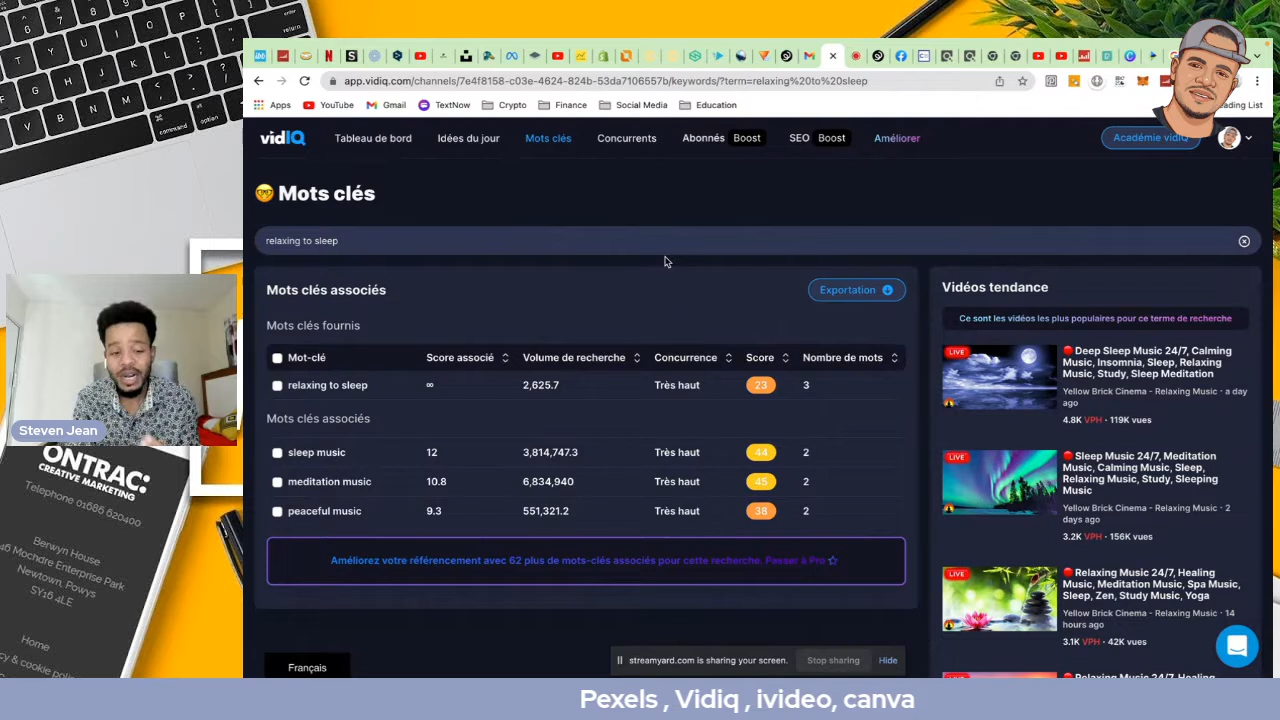 app.vidiq.com/channels/7e4f8158-c03e-4624-824b-53da7106557b/keywords/?term=relaxing%20to%20sleep
Apps YouTube Gmail TextNow Crypto Finance Social Media Education
vidIQ Tableau de bord Idées du jour Mots clés Concurrents Abonnés Boost SEO Boost Améliorer Académie vidIQ
Mots clés
relaxing to sleep
Mots clés associés
Exportation
Mots clés fournis
Mot-clé Score associé Volume de recherche Concurrence Score Nombre de mots
relaxing to sleep ∞ 2,625.7 Très haut 23 3
Mots clés associés
sleep music 12 3,814,747.3 Très haut 44 2
meditation music 10.8 6,834,940 Très haut 45 2
peaceful music 9.3 551,321.2 Très haut 38 2
Améliorez votre référencement avec 62 plus de mots-clés associés pour cette recherche. Passer à Pro
Français
Vidéos tendance
Ce sont les vidéos les plus populaires pour ce terme de recherche
LIVE
Deep Sleep Music 24/7, Calming
Music, Insomnia, Sleep, Relaxing
Music, Study, Sleep Meditation
Yellow Brick Cinema - Relaxing Music · a day
ago
4.8K VPH · 119K vues
LIVE
Sleep Music 24/7, Meditation
Music, Calming Music, Sleep,
Relaxing Music, Study, Sleeping
Music
Yellow Brick Cinema - Relaxing Music · 2
days ago
3.2K VPH · 156K vues
LIVE
Relaxing Music 24/7, Healing
Music, Meditation Music, Spa Music,
Sleep, Zen, Study Music, Yoga
Yellow Brick Cinema - Relaxing Music · 14
hours ago
3.1K VPH · 42K vues
streamyard.com is sharing your screen. Stop sharing Hide
Steven Jean
ONTRAC:
CREATIVE MARKETING
Telephone 01686 620400
Berwyn House
46 Mochdre Enterprise Park
Newtown, Powys
SY16 4LE
Home
cy & cookie
command
option
Pexels , Vidiq , ivideo, canva